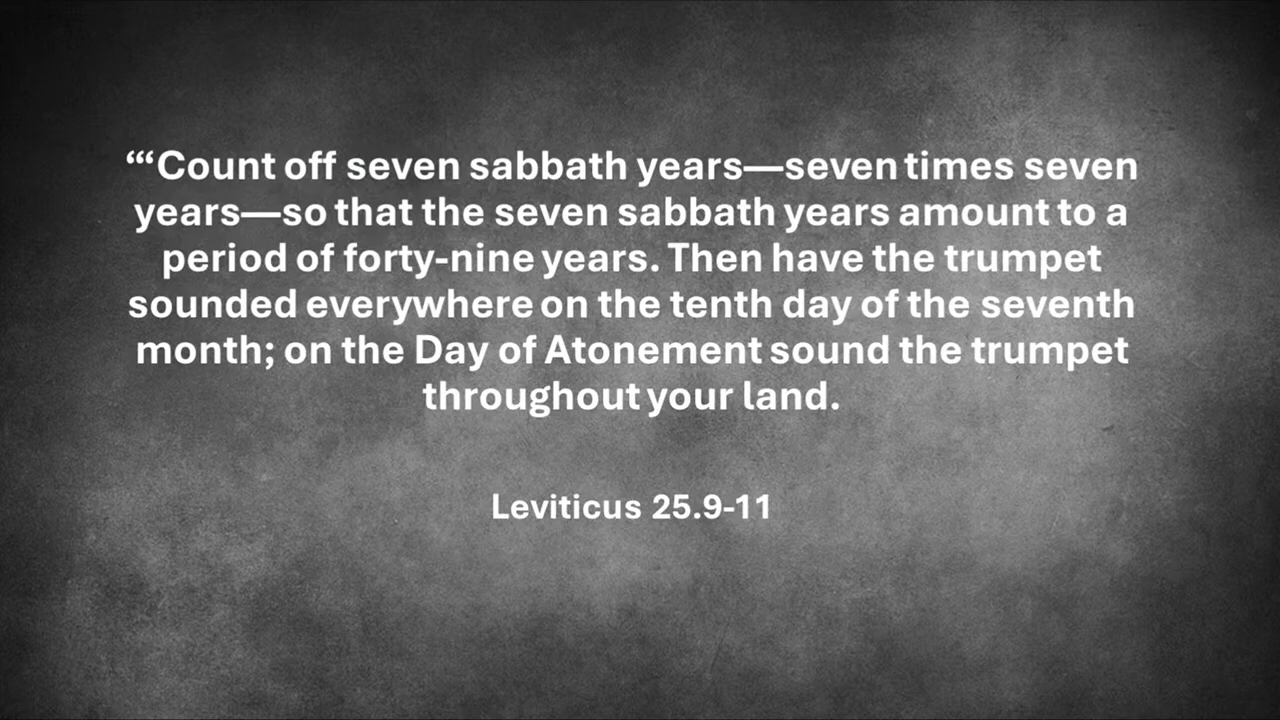 “‘Count off seven sabbath years—seven times seven
years—so that the seven sabbath years amount to a
period of forty-nine years. Then have the trumpet
sounded everywhere on the tenth day of the seventh
month; on the Day of Atonement sound the trumpet
throughout your land.
Leviticus 25.9-11